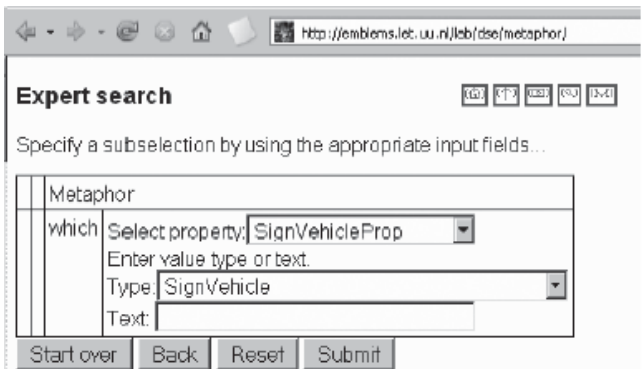 http://emblems.let.uu.nl/lab/dse/metaphor/
Expert search
Specify a subselection by using the appropriate input fields...
Metaphor
which Select property: SignVehicleProp
Enter value type or text.
Type: SignVehicle
Text:
Start over Back Reset Submit